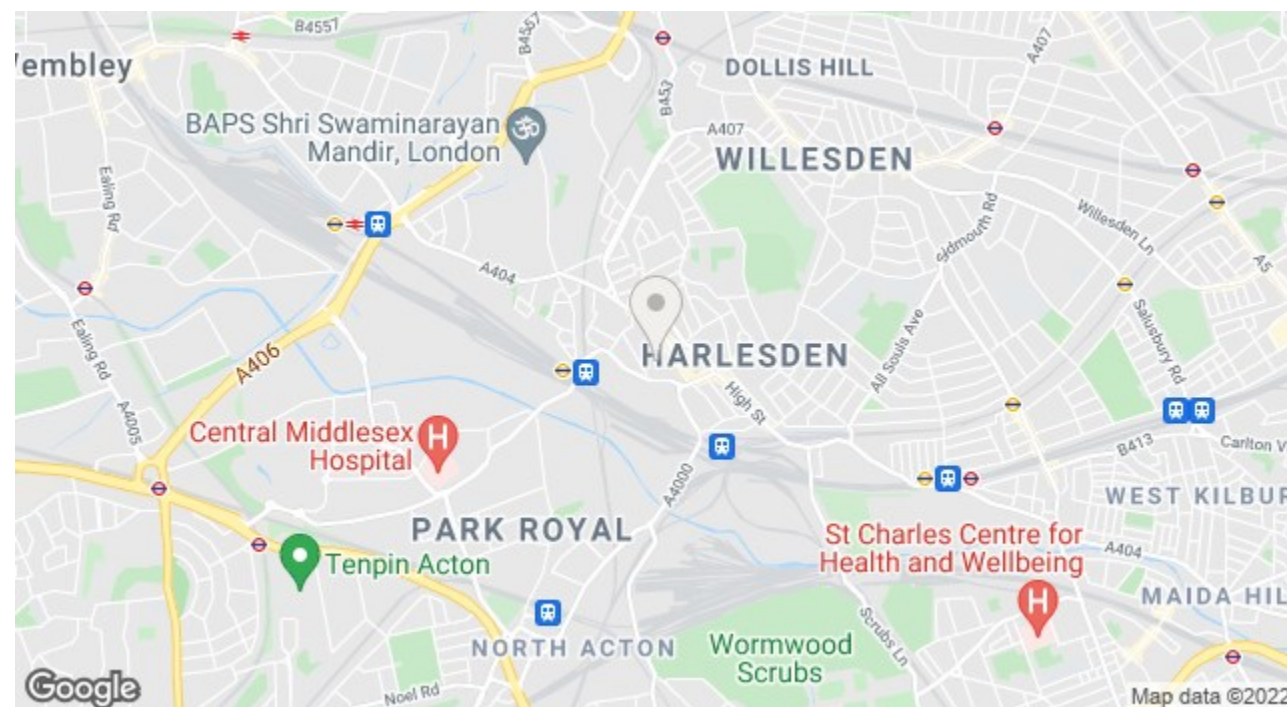 B4557
B4557
Wembley
DOLLIS HILL
A407
B453
A407
BAPS Shri Swaminarayan
Mandir, London
WILLESDEN
Ealing Rd
Willesden Ln
Sidmouth Rd
A5
A404
Salusbury Rd
Ealing Rd
A406
HARLESDEN
All Souls Ave
High St
A4005
Central Middlesex
Hospital
B413
Carlton V
A4000
WEST KILBUR
PARK ROYAL
St Charles Centre for
Health and Wellbeing
A404
Tenpin Acton
MAIDA HIL
NORTH ACTON
Wormwood
Scrubs
Scrubs Ln
Noel Rd
Google
Map data ©2022